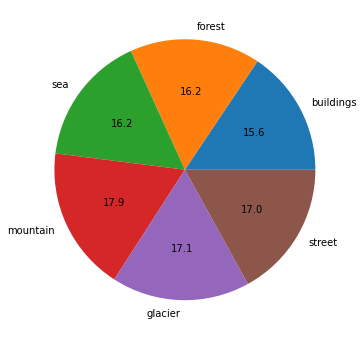 forest
sea
16.2
buildings
16.2
15.6
mountain
17.9
17.0
street
17.1
glacier